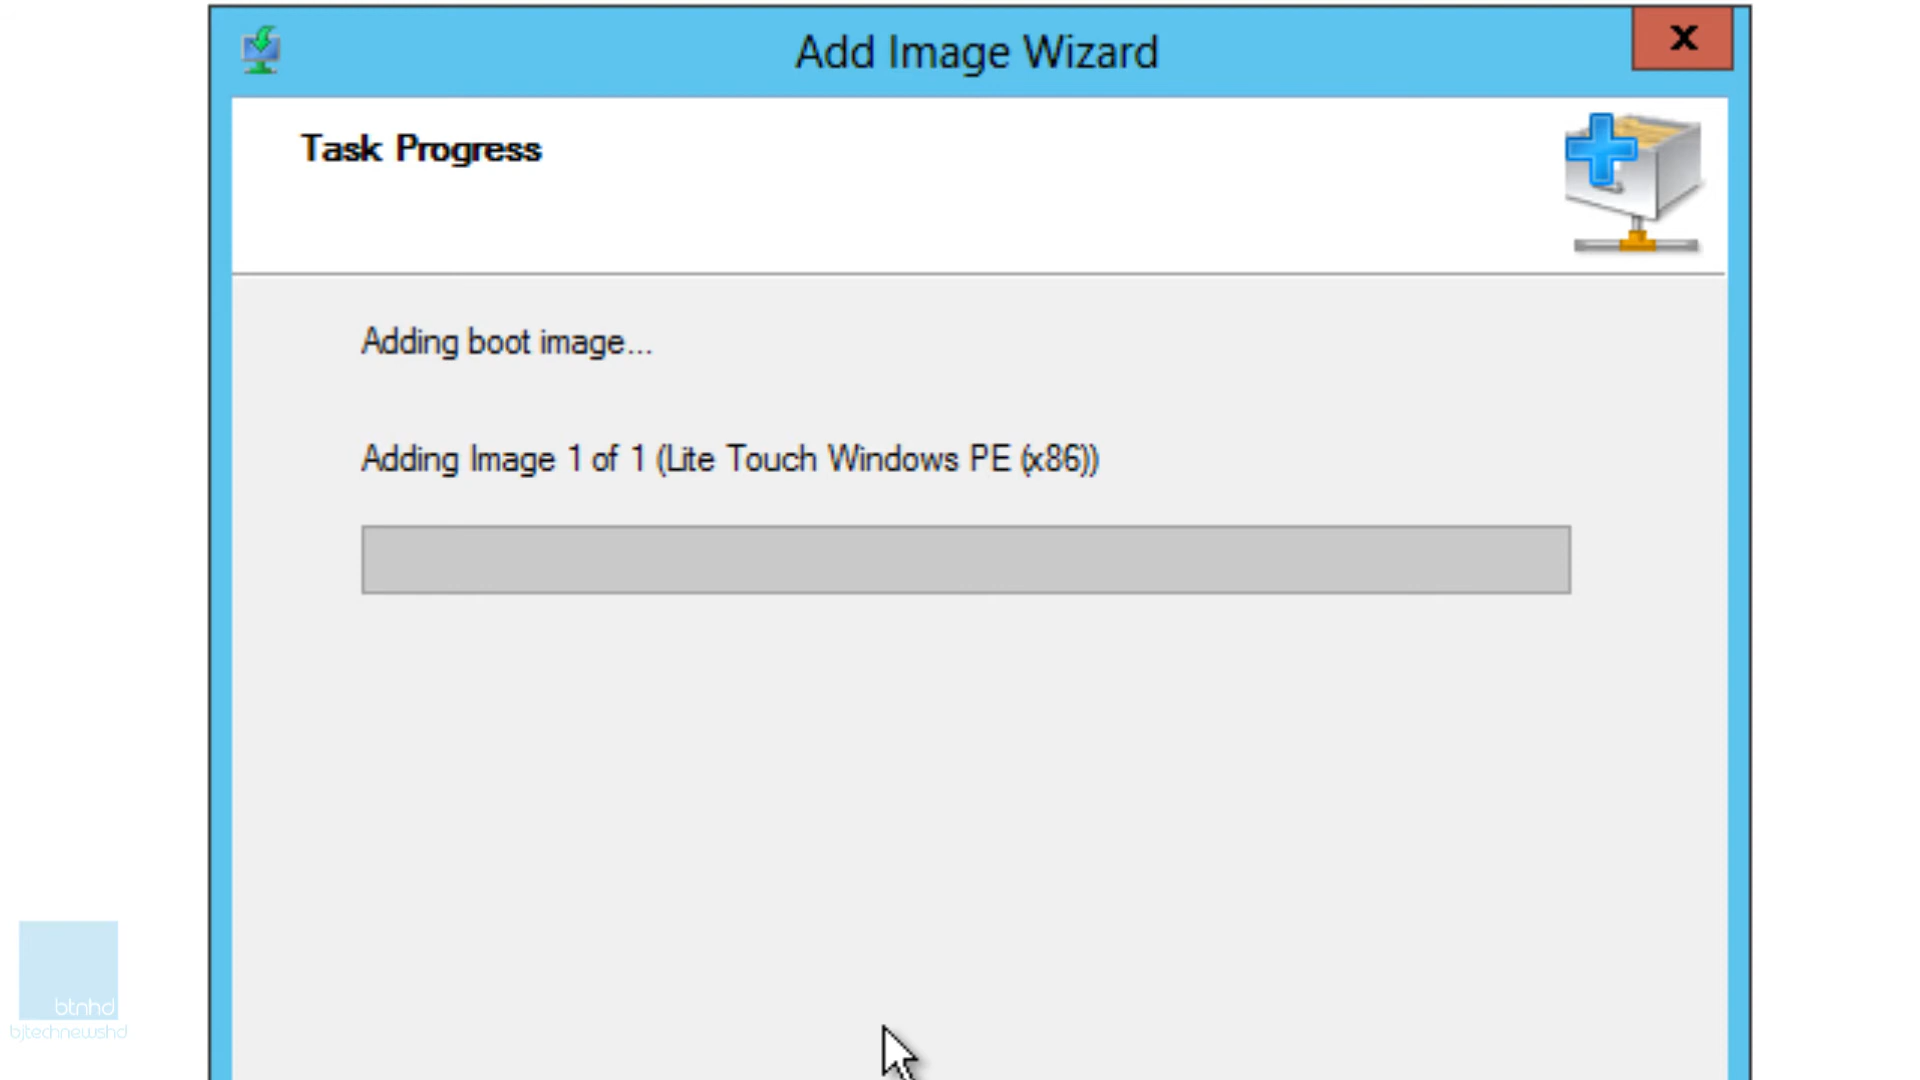 Add Image Wizard
x
Task Progress
Adding boot image...
Adding Image 1 of 1 (Lite Touch Windows PE (x86))
btnhd
bjtechnewshd